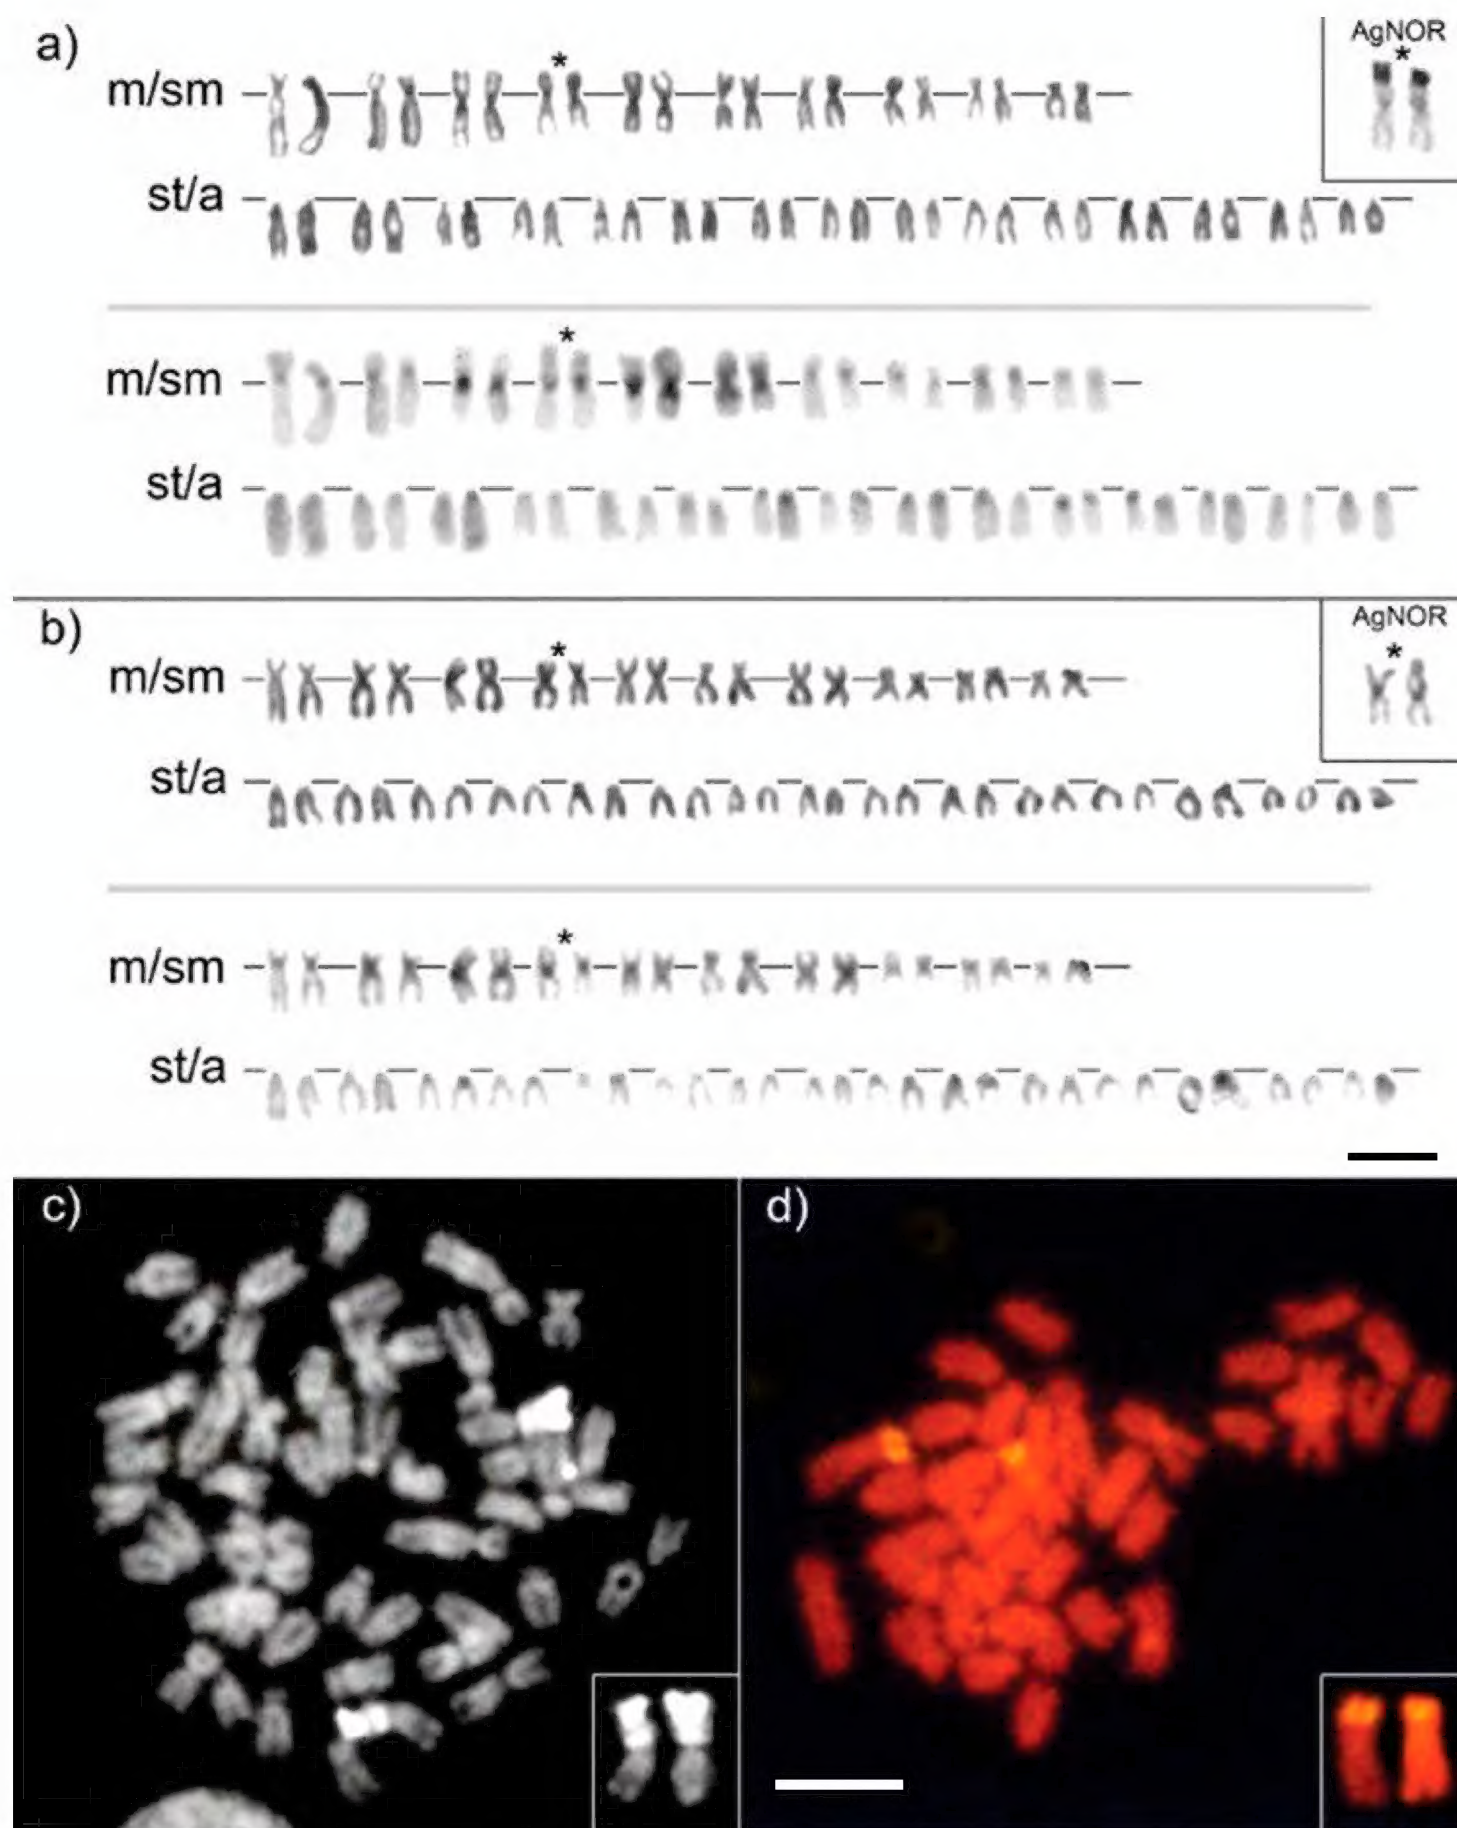 a)
AgNOR
*
*
m/sm
st/a
*
m/sm
st/a
b)
AgNOR
*
*
m/sm
st/a
*
m/sm
st/a
c)
d)